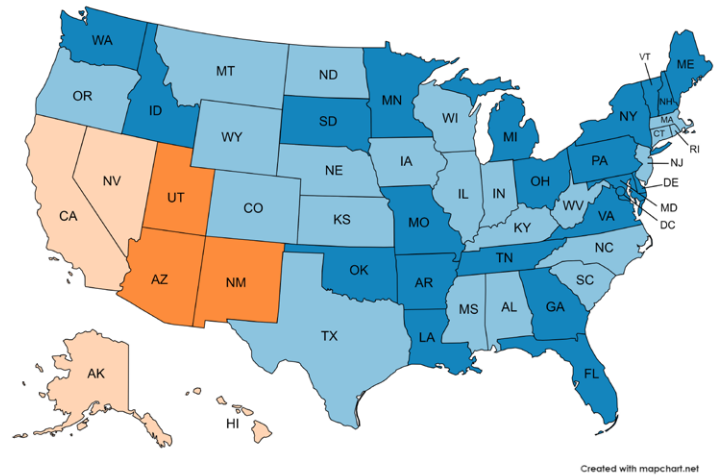 WA
MT
ND
MN
ME
VT
NH
OR
ID
SD
WI
MI
NY
MA
CT
RI
WY
NE
IA
PA
NJ
NV
UT
CO
IL
IN
OH
DE
MD
DC
CA
KS
MO
WV
VA
KY
NC
AZ
NM
OK
AR
TN
SC
TX
MS
AL
GA
LA
FL
AK
HI
Created with mapchart.net